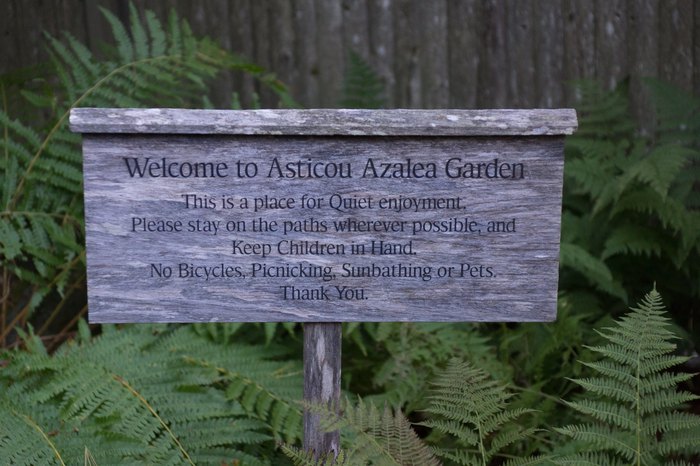 Welcome to Asticou Azalea Garden
This is a place for Quiet enjoyment.
Please stay on the paths wherever possible, and
Keep Children in Hand.
No Bicycles, Picnicking, Sunbathing or Pets.
Thank You.